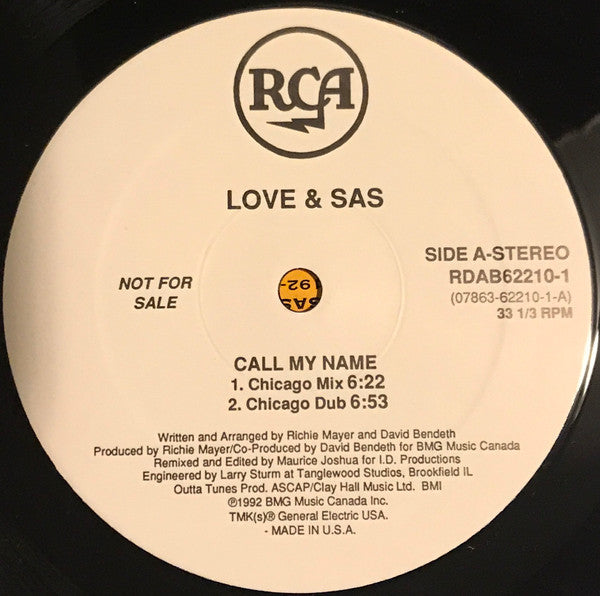 RCA
LOVE & SAS
NOT FOR
SALE
SIDE A-STEREO
RDAB62210-1
(07863-62210-1-A)
33 1/3 RPM
SAS
92-
CALL MY NAME
1. Chicago Mix 6:22
2. Chicago Dub 6:53
Written and Arranged by Richie Mayer and David Bendeth
Produced by Richie Mayer/Co-Produced by David Bendeth for BMG Music Canada
Remixed and Edited by Maurice Joshua for I.D. Productions
Engineered by Larry Sturm at Tanglewood Studios, Brookfield IL
Outta Tunes Prod. ASCAP/Clay Hall Music Ltd. BMI
℗1992 BMG Music Canada Inc.
TMK(s)® General Electric USA.
- MADE IN U.S.A.